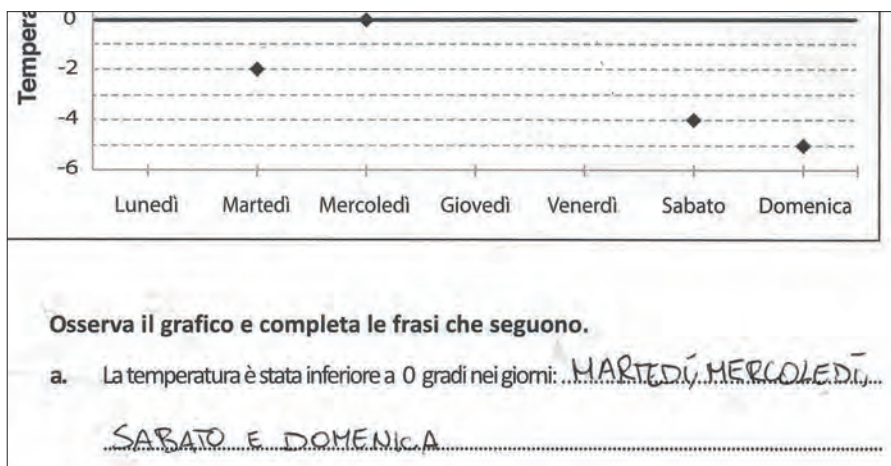 Tempera
0
-2
-4
-6
Lunedì Martedì Mercoledì Giovedì Venerdì Sabato Domenica
Osserva il grafico e completa le frasi che seguono.
a. La temperatura è stata inferiore a 0 gradi nei giorni: MARTEDÍ, MERCOLEDÍ,
SABATO E DOMENICA